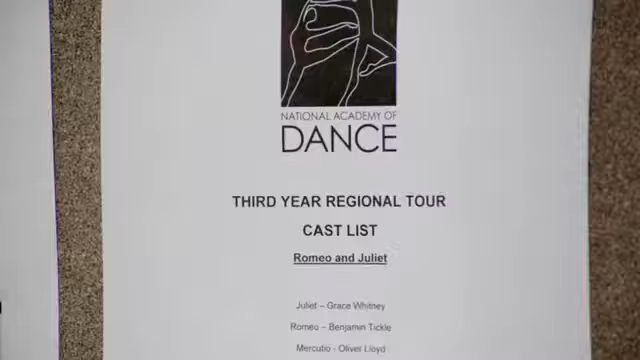 NATIONAL ACADEMY OF
DANCE
THIRD YEAR REGIONAL TOUR
CAST LIST
Romeo and Juliet
Juliet – Grace Whitney
Romeo – Benjamin Tickle
Mercutio - Oliver Lloyd